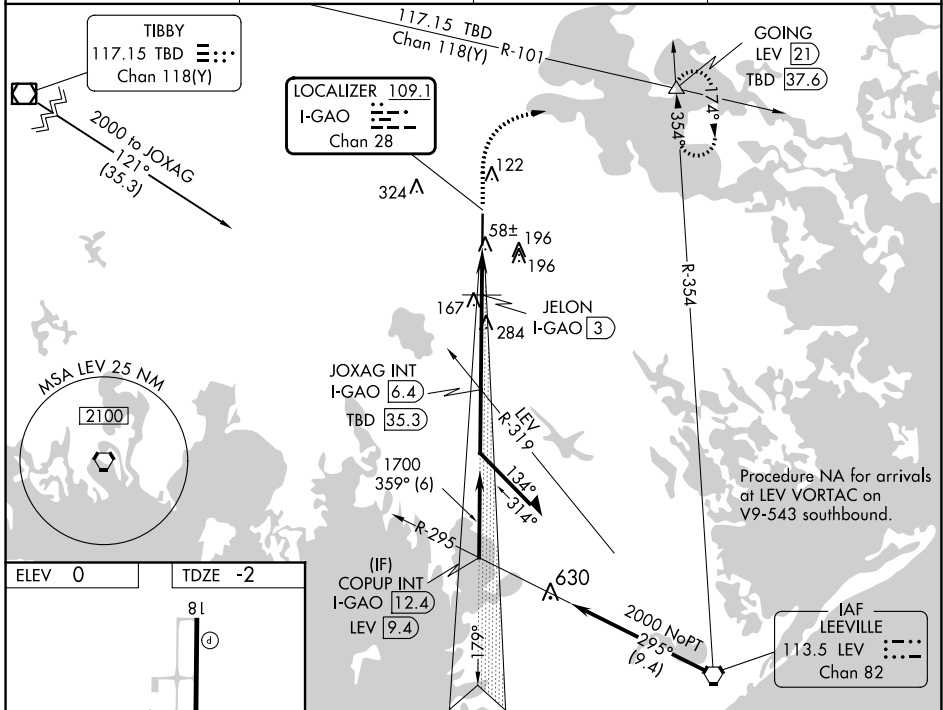 TIBBY
117.15 TBD
Chan 118(Y)
117.15 TBD R-101
Chan 118(Y)
GOING
LEV 21
TBD 37.6
LOCALIZER 109.1
I-GAO
Chan 28
2000 to JOXAG
121°
(35.3)
174°
354°
122
324
58± 196
196
R-354
167
284
JELON
I-GAO 3
JOXAG INT
I-GAO 6.4
TBD 35.3
LEV
R-319
MSA LEV 25 NM
2100
1700
359° (6)
134°
314°
Procedure NA for arrivals
at LEV VORTAC on
V9-543 southbound.
R-295
(IF)
COPUP INT
I-GAO 12.4
LEV 9.4
630
2000 NoPT
295°
(9.4)
179°
IAF
LEEVILLE
113.5 LEV
Chan 82
ELEV 0
TDZE -2
18
P